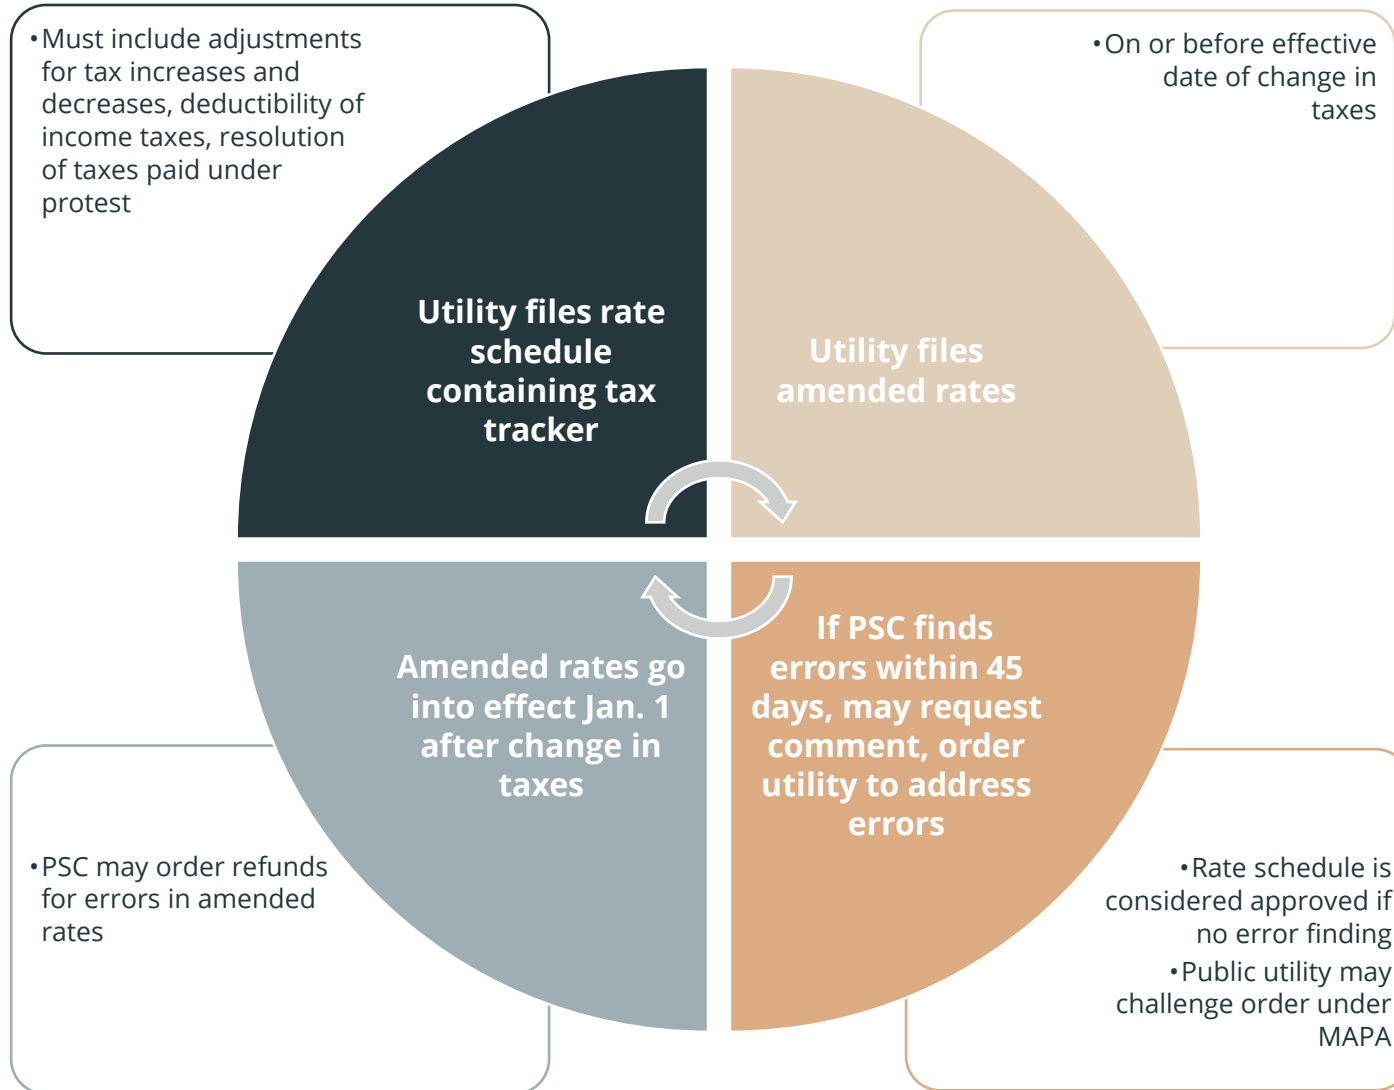 •Must include adjustments
for tax increases and
decreases, deductibility of
income taxes, resolution
of taxes paid under
protest
•On or before effective
date of change in
taxes
Utility files rate
schedule
containing tax
tracker
Utility files
amended rates
Amended rates go
into effect Jan. 1
after change in
taxes
If PSC finds
errors within 45
days, may request
comment, order
utility to address
errors
•PSC may order refunds
for errors in amended
rates
•Rate schedule is
considered approved if
no error finding
•Public utility may
challenge order under
MAPA